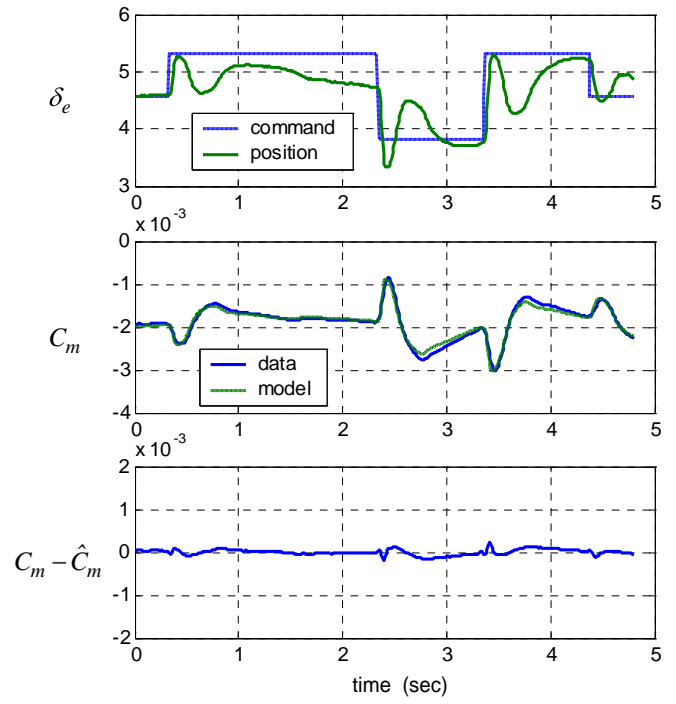 6
5
δₑ
4
3
command
position
0 1 2 3 4 5
x 10⁻³
0
-1
Cₘ
-2
-3
-4
data
model
0 1 2 3 4 5
x 10⁻³
2
1
Cₘ − Ĉₘ
0
-1
-2
0 1 2 3 4 5
time (sec)